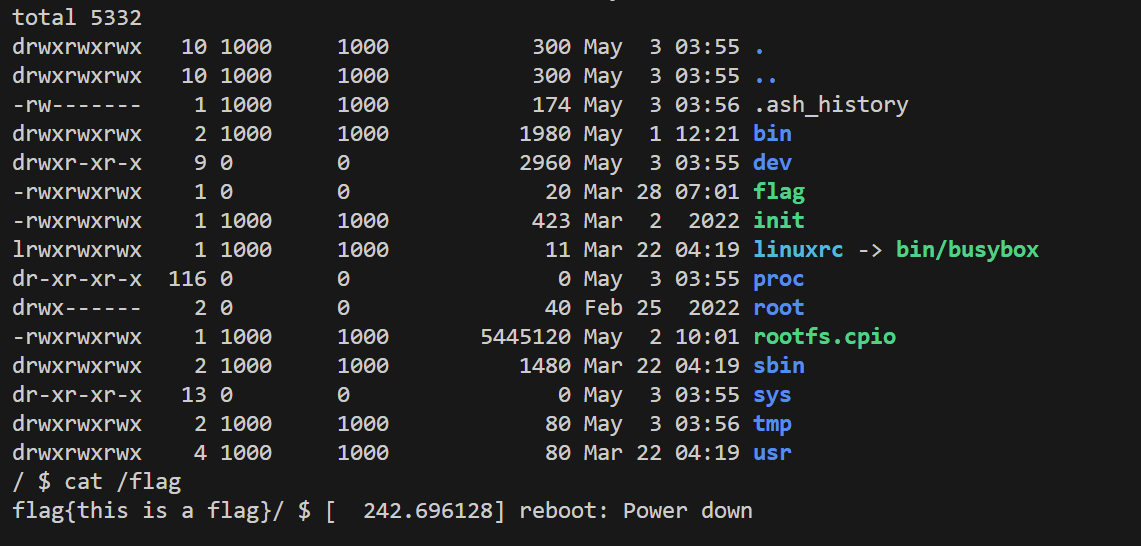 total 5332
drwxrwxrwx   10 1000     1000           300 May  3 03:55 .
drwxrwxrwx   10 1000     1000           300 May  3 03:55 ..
-rw-------    1 1000     1000           174 May  3 03:56 .ash_history
drwxrwxrwx    2 1000     1000          1980 May  1 12:21 bin
drwxr-xr-x    9 0        0             2960 May  3 03:55 dev
-rwxrwxrwx    1 0        0               20 Mar 28 07:01 flag
-rwxrwxrwx    1 1000     1000           423 Mar  2  2022 init
lrwxrwxrwx    1 1000     1000            11 Mar 22 04:19 linuxrc -> bin/busybox
dr-xr-xr-x  116 0        0                0 May  3 03:55 proc
drwx------    2 0        0               40 Feb 25  2022 root
-rwxrwxrwx    1 1000     1000       5445120 May  2 10:01 rootfs.cpio
drwxrwxrwx    2 1000     1000          1480 Mar 22 04:19 sbin
dr-xr-xr-x   13 0        0                0 May  3 03:55 sys
drwxrwxrwx    2 1000     1000            80 May  3 03:56 tmp
drwxrwxrwx    4 1000     1000            80 Mar 22 04:19 usr
/ $ cat /flag
flag{this is a flag}/ $ [  242.696128] reboot: Power down